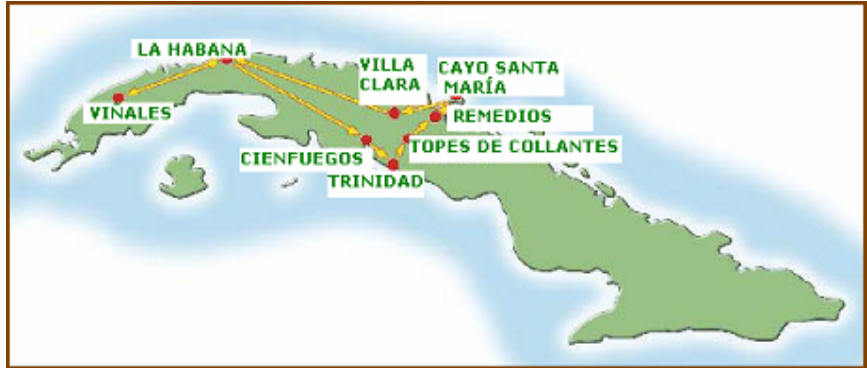 LA HABANA
VILLA
CLARA
CAYO SANTA
MARÍA
VIÑALES
REMEDIOS
CIENFUEGOS
TOPES DE COLLANTES
TRINIDAD